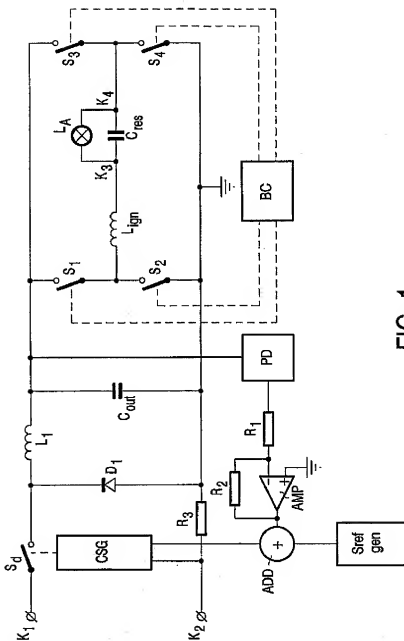 K1
Sd
CSG
K2
D1
L1
R3
Cout
S1
S2
Lign
K3
LA
Cres
K4
S3
S4
BC
PD
R1
R2
AMP
ADD
Sref
gen
FIG. 1